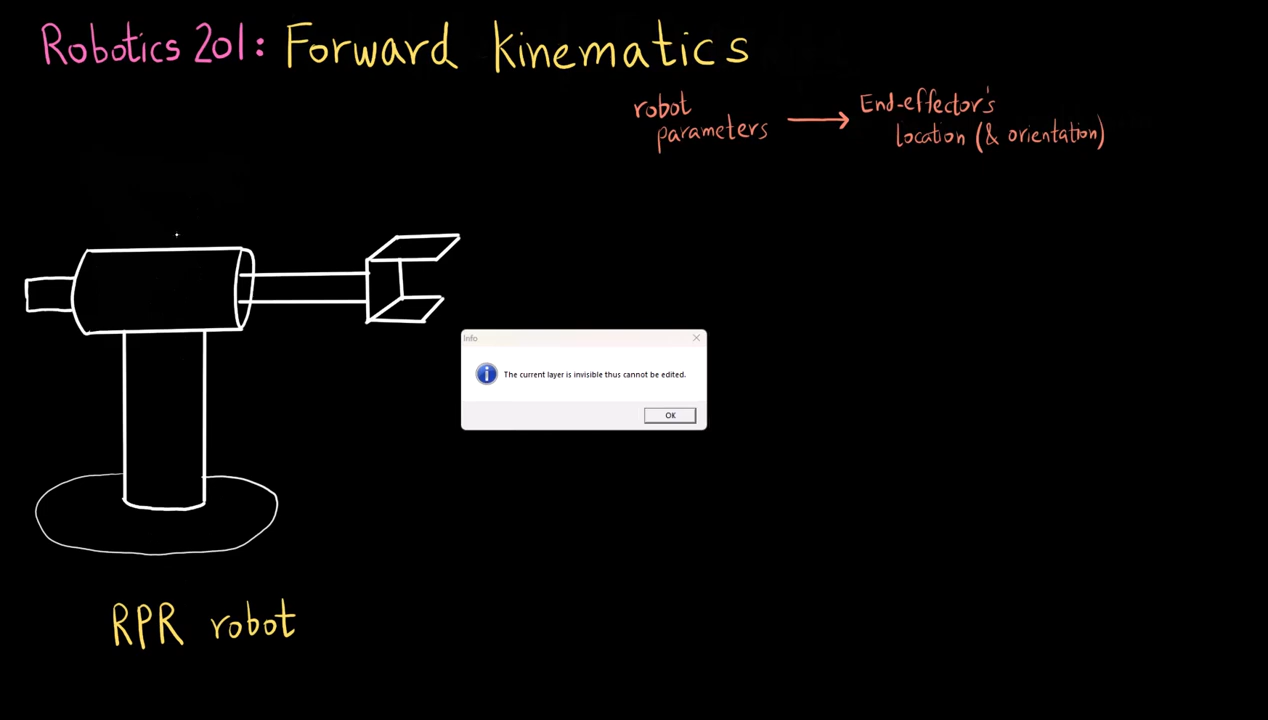 Robotics 201: Forward kinematics
robot
parameters
End-effector's
location (& orientation)
Info
The current layer is invisible thus cannot be edited.
OK
RPR robot